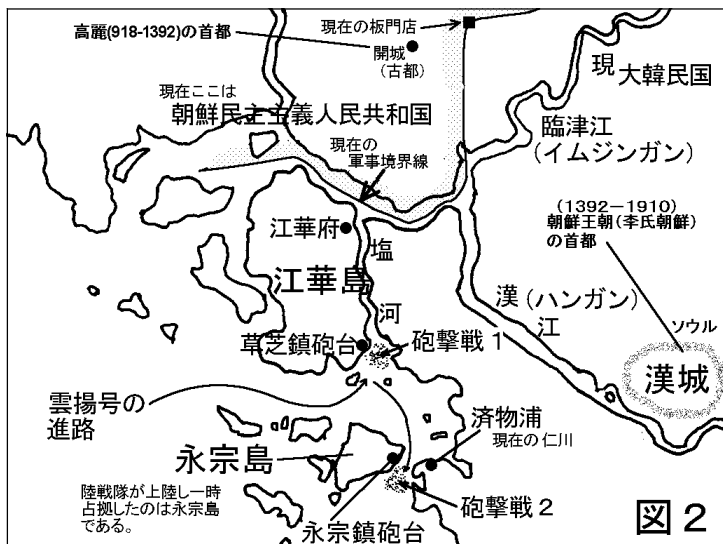 高麗(918-1392)の首都
現在の板門店
開城
(古都)
現在ここは
朝鮮民主主義人民共和国
現在の
軍事境界線
現 大韓民国
臨津江
(イムジンガン)
(1392−1910)
朝鮮王朝(李氏朝鮮)
の首都
江華府
塩
河
江華島
漢(ハンガン)
江
ソウル
漢城
草芝鎮砲台
砲撃戦1
雲揚号の
進路
済物浦
現在の仁川
永宗島
陸戦隊が上陸し一時
占拠したのは永宗島
である。
砲撃戦2
永宗鎮砲台
図2